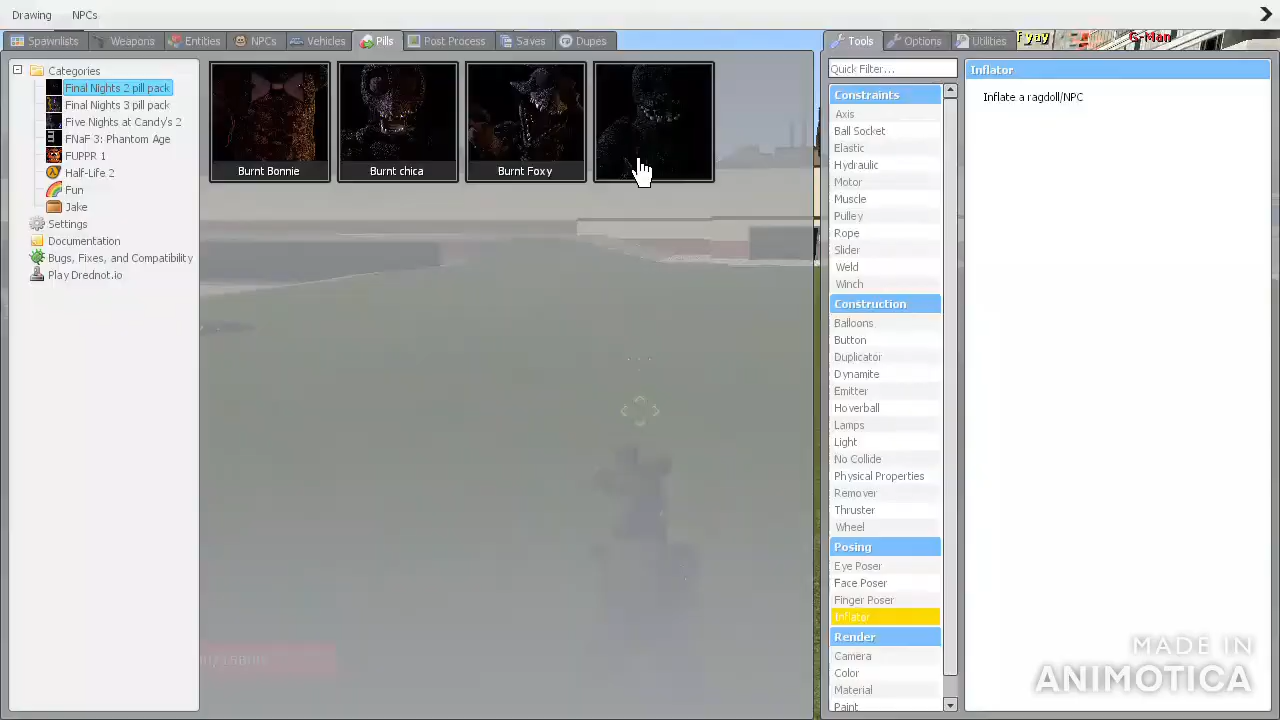 Drawing NPCs
Spawnlists Weapons Entities NPCs Vehicles Pills Post Process Saves Dupes
Tools Options Utilities G-Man
Categories
Final Nights 2 pill pack
Final Nights 3 pill pack
Five Nights at Candy's 2
FNaF 3: Phantom Age
FUPPR 1
Half-Life 2
Fun
Jake
Settings
Documentation
Bugs, Fixes, and Compatibility
Play Drednot.io
Burnt Bonnie
Burnt chica
Burnt Foxy
Quick Filter...
Constraints
Axis
Ball Socket
Elastic
Hydraulic
Motor
Muscle
Pulley
Rope
Slider
Weld
Winch
Construction
Balloons
Button
Duplicator
Dynamite
Emitter
Hoverball
Lamps
Light
No Collide
Physical Properties
Remover
Thruster
Wheel
Posing
Eye Poser
Face Poser
Finger Poser
Inflator
Render
Camera
Color
Material
Paint
Inflator
Inflate a ragdoll/NPC
MADE IN
ANIMOTICA